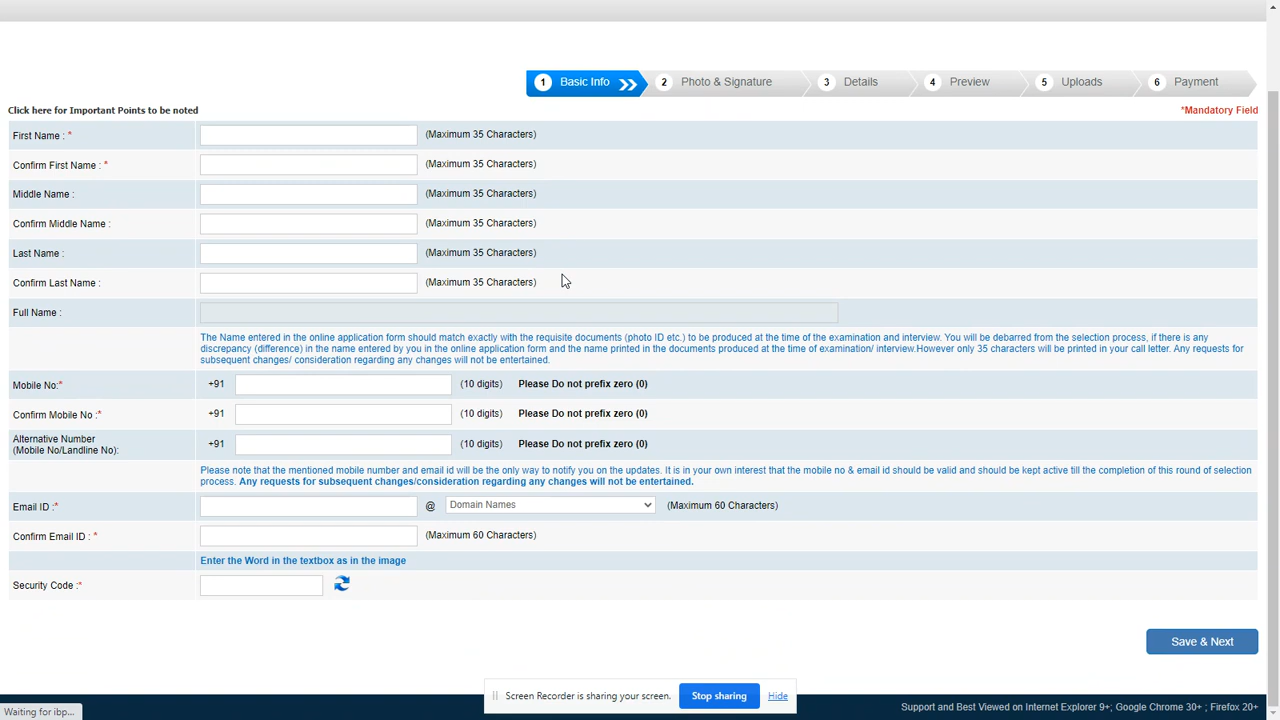 1 Basic Info 2 Photo & Signature 3 Details 4 Preview 5 Uploads 6 Payment
Click here for Important Points to be noted *Mandatory Field
First Name : * (Maximum 35 Characters)
Confirm First Name : * (Maximum 35 Characters)
Middle Name : (Maximum 35 Characters)
Confirm Middle Name : (Maximum 35 Characters)
Last Name : (Maximum 35 Characters)
Confirm Last Name : (Maximum 35 Characters)
Full Name :
The Name entered in the online application form should match exactly with the requisite documents (photo ID etc.) to be produced at the time of the examination and interview. You will be debarred from the selection process, if there is any
discrepancy (difference) in the name entered by you in the online application form and the name printed in the documents produced at the time of examination/ interview.However only 35 characters will be printed in your call letter. Any requests for
subsequent changes/ consideration regarding any changes will not be entertained.
Mobile No:* +91 (10 digits) Please Do not prefix zero (0)
Confirm Mobile No :* +91 (10 digits) Please Do not prefix zero (0)
Alternative Number
(Mobile No/Landline No): +91 (10 digits) Please Do not prefix zero (0)
Please note that the mentioned mobile number and email id will be the only way to notify you on the updates. It is in your own interest that the mobile no & email id should be valid and should be kept active till the completion of this round of selection
process. Any requests for subsequent changes/consideration regarding any changes will not be entertained.
Email ID :* @ Domain Names (Maximum 60 Characters)
Confirm Email ID : * (Maximum 60 Characters)
Enter the Word in the textbox as in the image
Security Code :*
Save & Next
Screen Recorder is sharing your screen. Stop sharing Hide
Waiting for ibp... Support and Best Viewed on Internet Explorer 9+; Google Chrome 30+ ; Firefox 20+